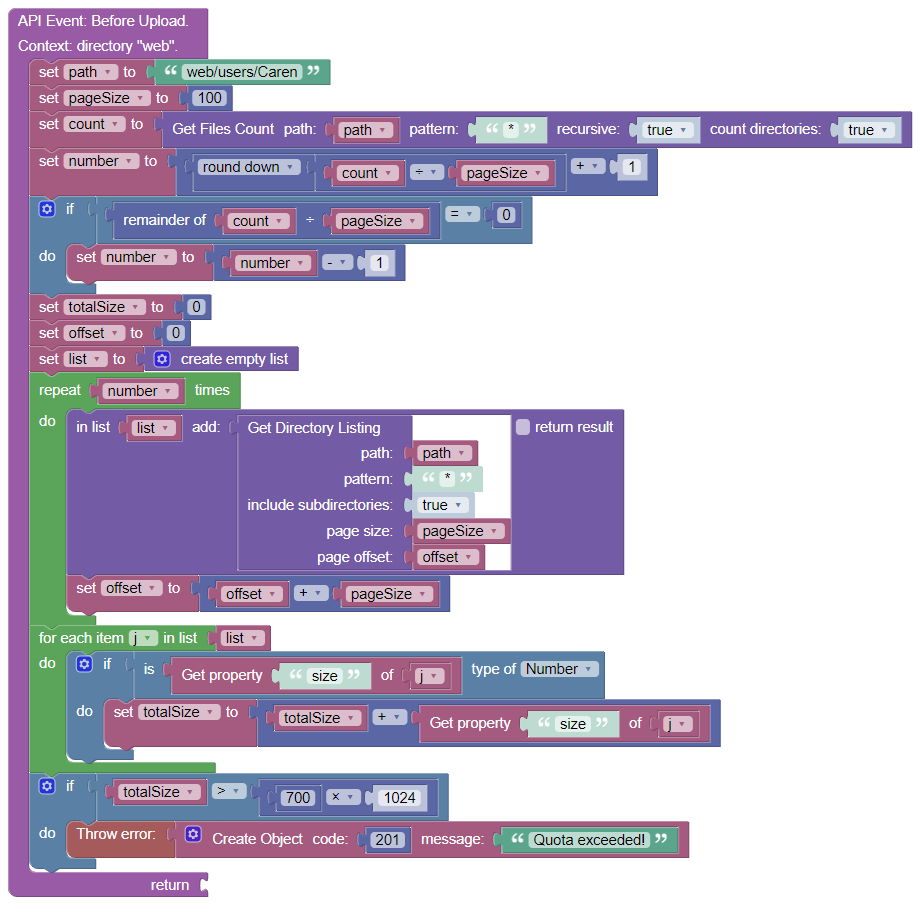 API Event: Before Upload.
Context: directory "web".
set path to “ web/users/Caren ”
set pageSize to 100
set count to Get Files Count path: path pattern: “ * ” recursive: true count directories: true
set number to round down count ÷ pageSize + 1
if remainder of count ÷ pageSize = 0
do set number to number - 1
set totalSize to 0
set offset to 0
set list to create empty list
repeat number times
do in list list add: Get Directory Listing return result
path: path
pattern: “ * ”
include subdirectories: true
page size: pageSize
page offset: offset
set offset to offset + pageSize
for each item j in list list
do if is Get property “ size ” of j type of Number
do set totalSize to totalSize + Get property “ size ” of j
if totalSize > 700 × 1024
do Throw error: Create Object code: 201 message: “ Quota exceeded! ”
return